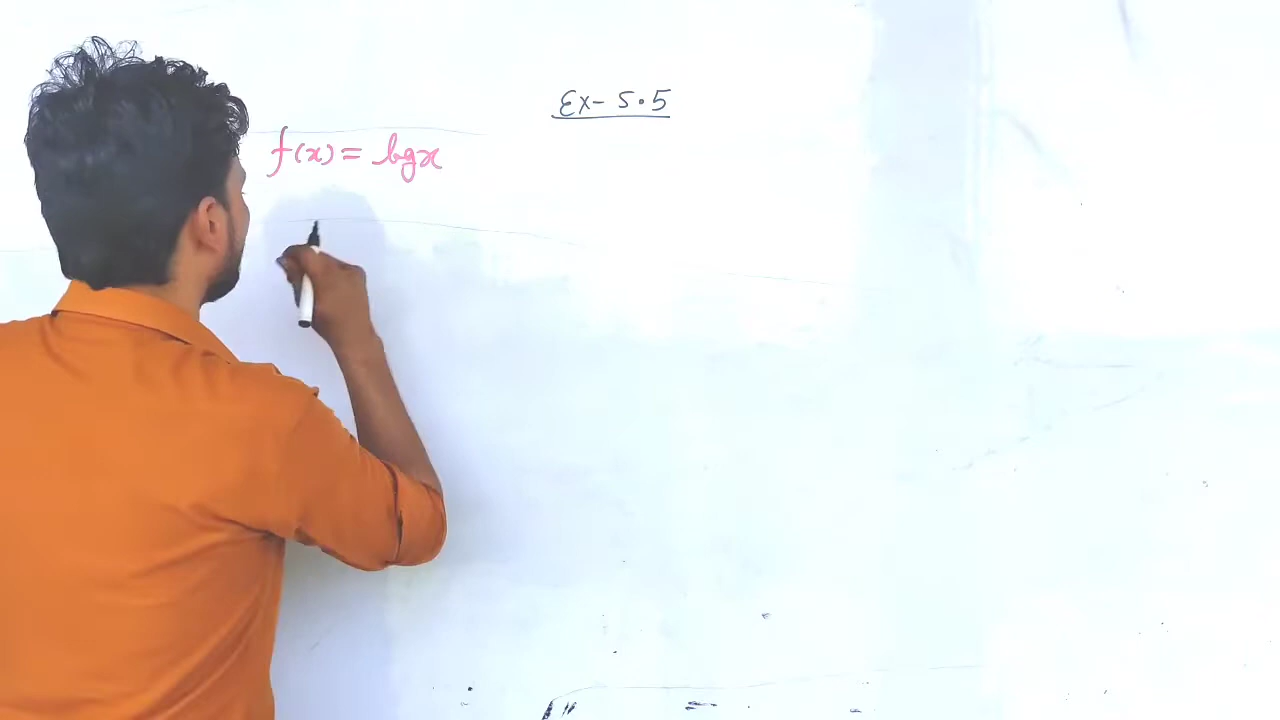 Ex- 5.5
f(x) = logx